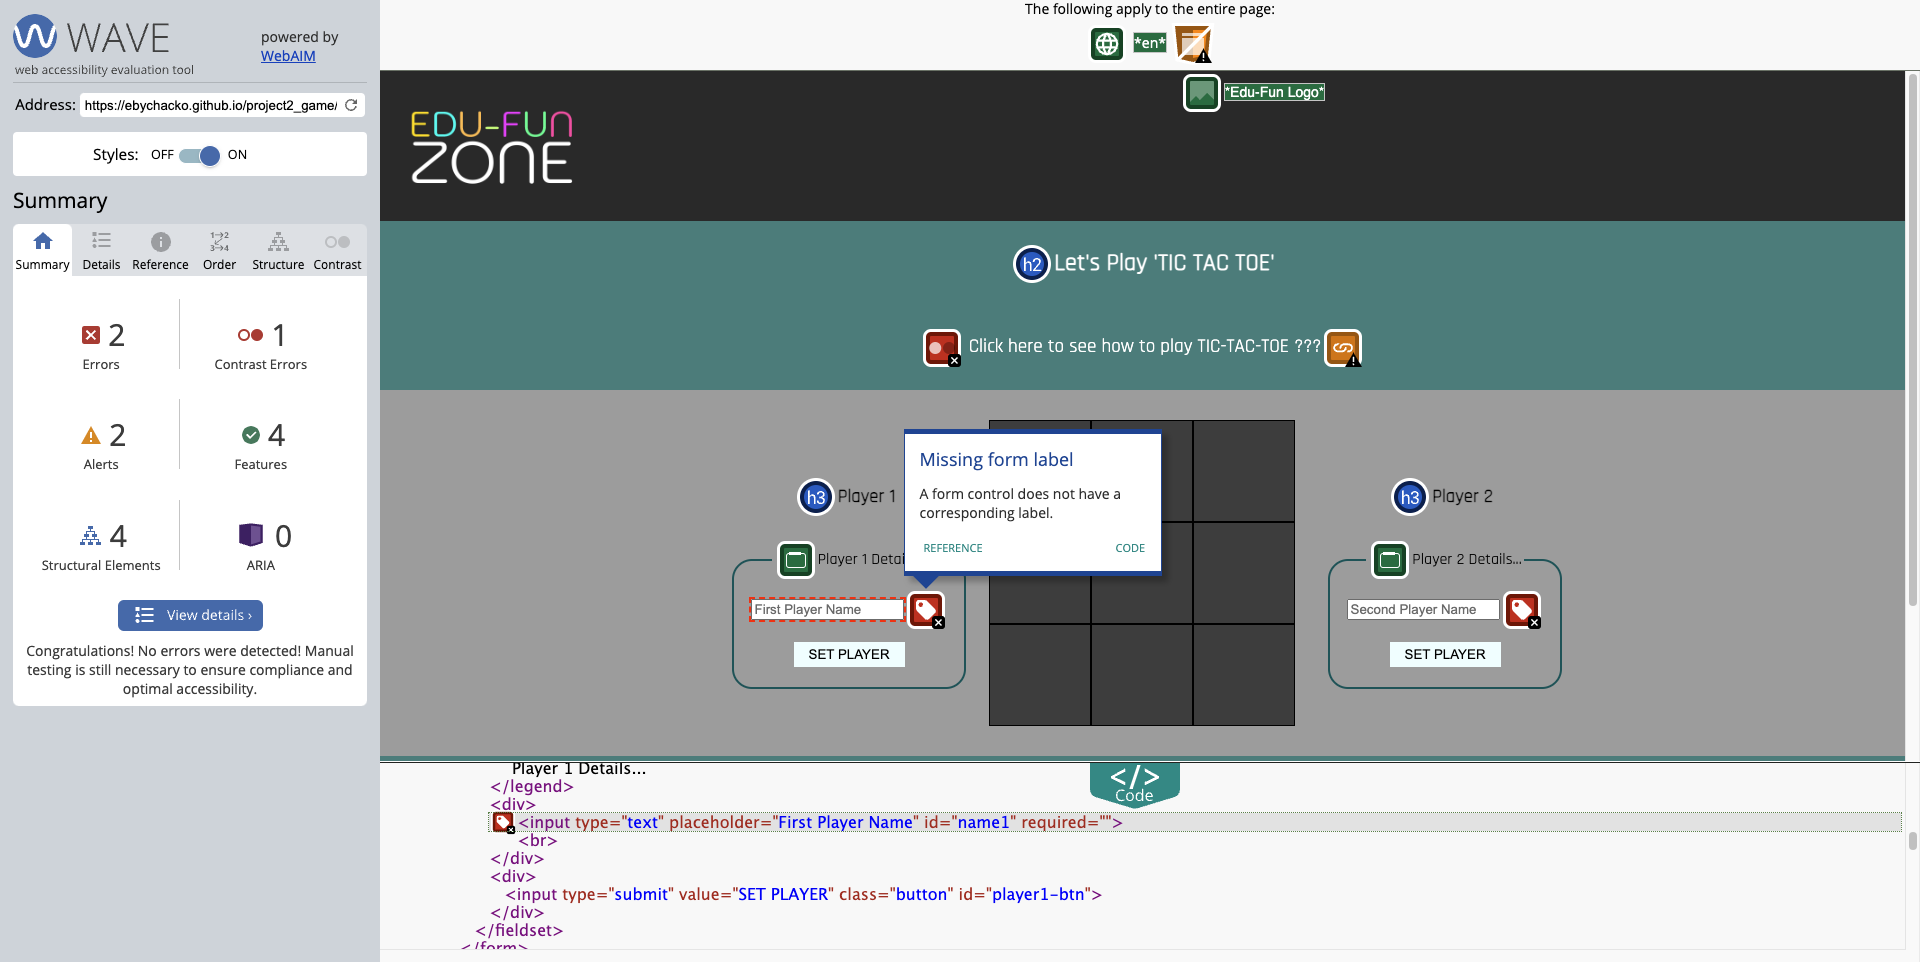 WAVE
web accessibility evaluation tool
powered by
WebAIM
Address: https://ebychacko.github.io/project2_game/
Styles: OFF ON
Summary
Summary Details Reference Order Structure Contrast
2
Errors
1
Contrast Errors
2
Alerts
4
Features
4
Structural Elements
0
ARIA
View details ›
Congratulations! No errors were detected! Manual
testing is still necessary to ensure compliance and
optimal accessibility.
The following apply to the entire page:
*en*
*Edu-Fun Logo*
EDU-FUN
ZONE
h2 Let's Play 'TIC TAC TOE'
Click here to see how to play TIC-TAC-TOE ???
h3 Player 1
Player 1 Detai
First Player Name
SET PLAYER
Missing form label
A form control does not have a
corresponding label.
REFERENCE CODE
h3 Player 2
Player 2 Details...
Second Player Name
SET PLAYER
</>
Code
Player 1 Details...
</legend>
<div>
<input type="text" placeholder="First Player Name" id="name1" required="">
<br>
</div>
<div>
<input type="submit" value="SET PLAYER" class="button" id="player1-btn">
</div>
</fieldset>
</form>